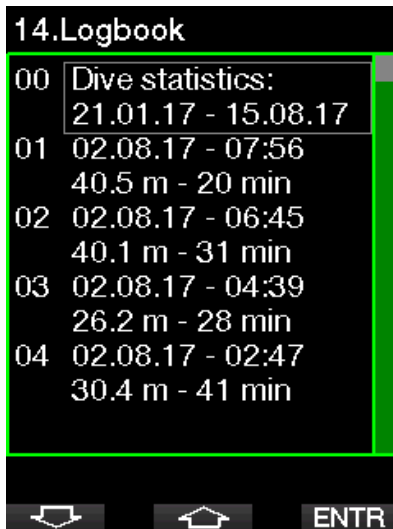 14.Logbook
00 Dive statistics:
21.01.17 - 15.08.17
01 02.08.17 - 07:56
40.5 m - 20 min
02 02.08.17 - 06:45
40.1 m - 31 min
03 02.08.17 - 04:39
26.2 m - 28 min
04 02.08.17 - 02:47
30.4 m - 41 min
ENTR